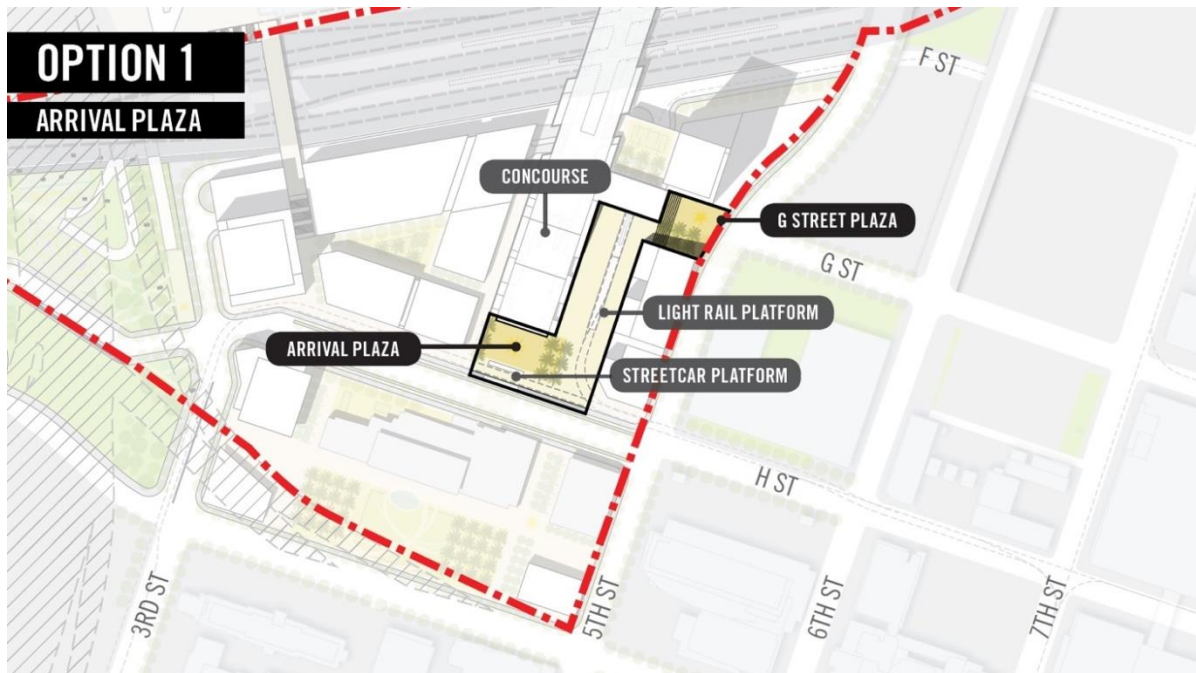 OPTION 1
ARRIVAL PLAZA
F ST
CONCOURSE
G STREET PLAZA
G ST
LIGHT RAIL PLATFORM
ARRIVAL PLAZA
STREETCAR PLATFORM
H ST
3RD ST
5TH ST
6TH ST
7TH ST